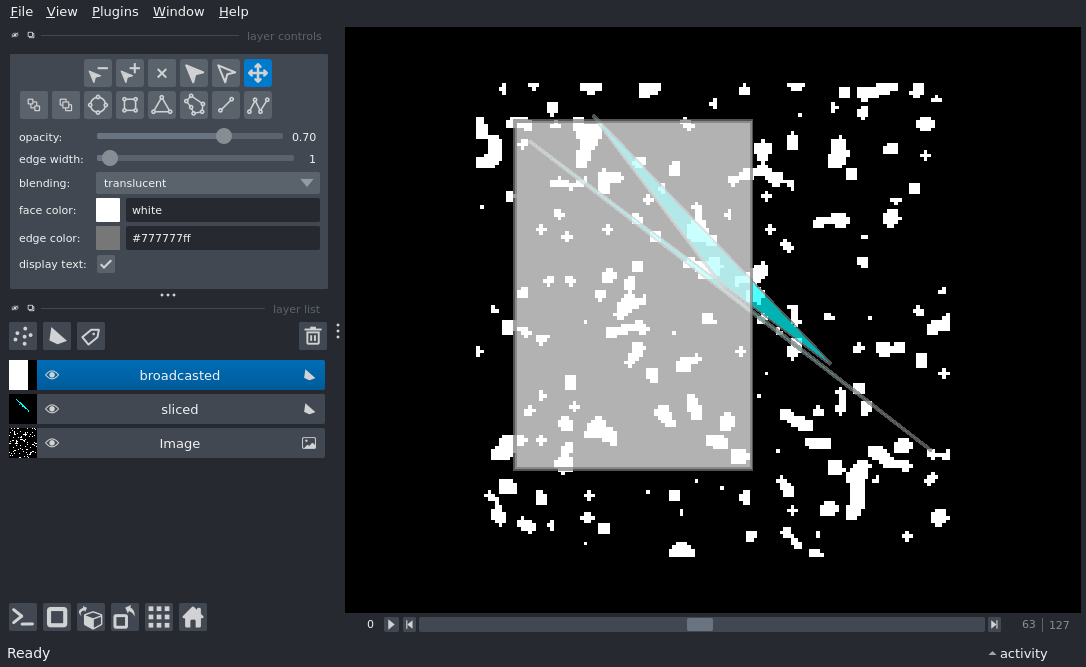 File View Plugins Window Help
layer controls
opacity: 0.70
edge width: 1
blending: translucent
face color: white
edge color: #777777ff
display text:
layer list
broadcasted
sliced
Image
0 63 127
Ready activity